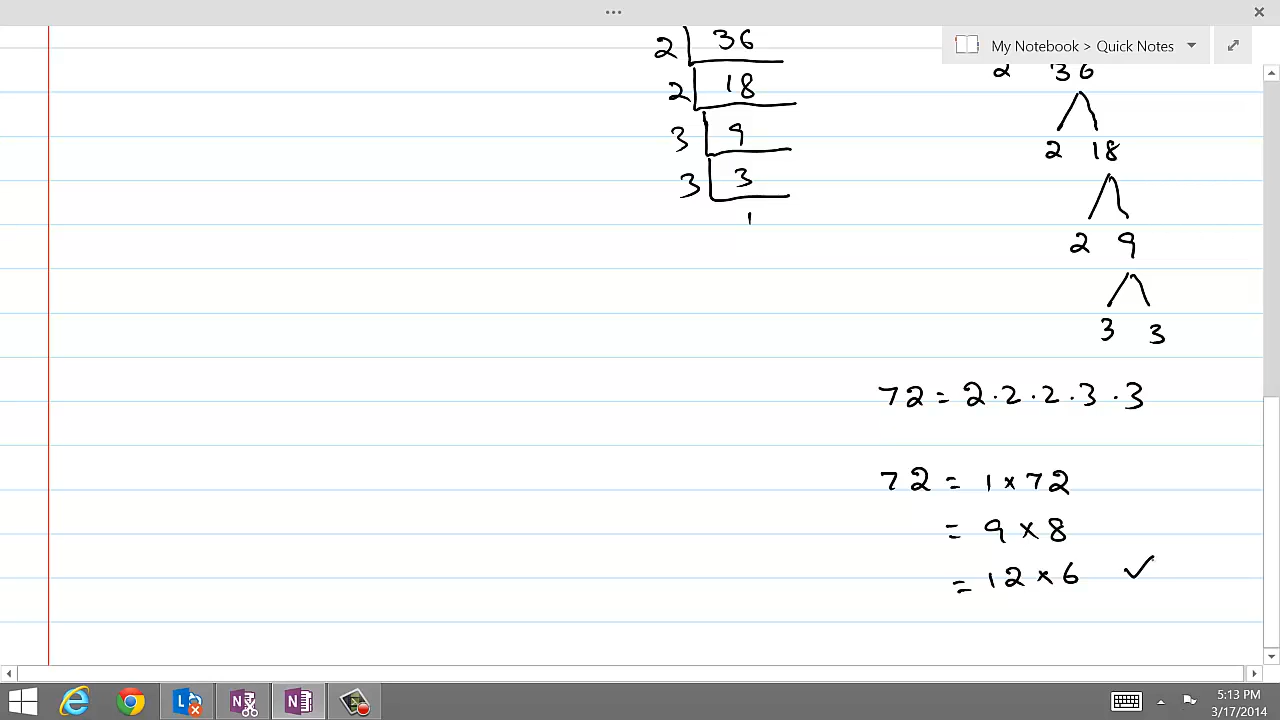 My Notebook > Quick Notes
2 36
2 18
3 9
3 3
1
2 36
2 18
2 9
3 3
72 = 2 · 2 · 2 · 3 · 3
72 = 1 × 72
= 9 × 8
= 12 × 6 ✓
5:13 PM
3/17/2014